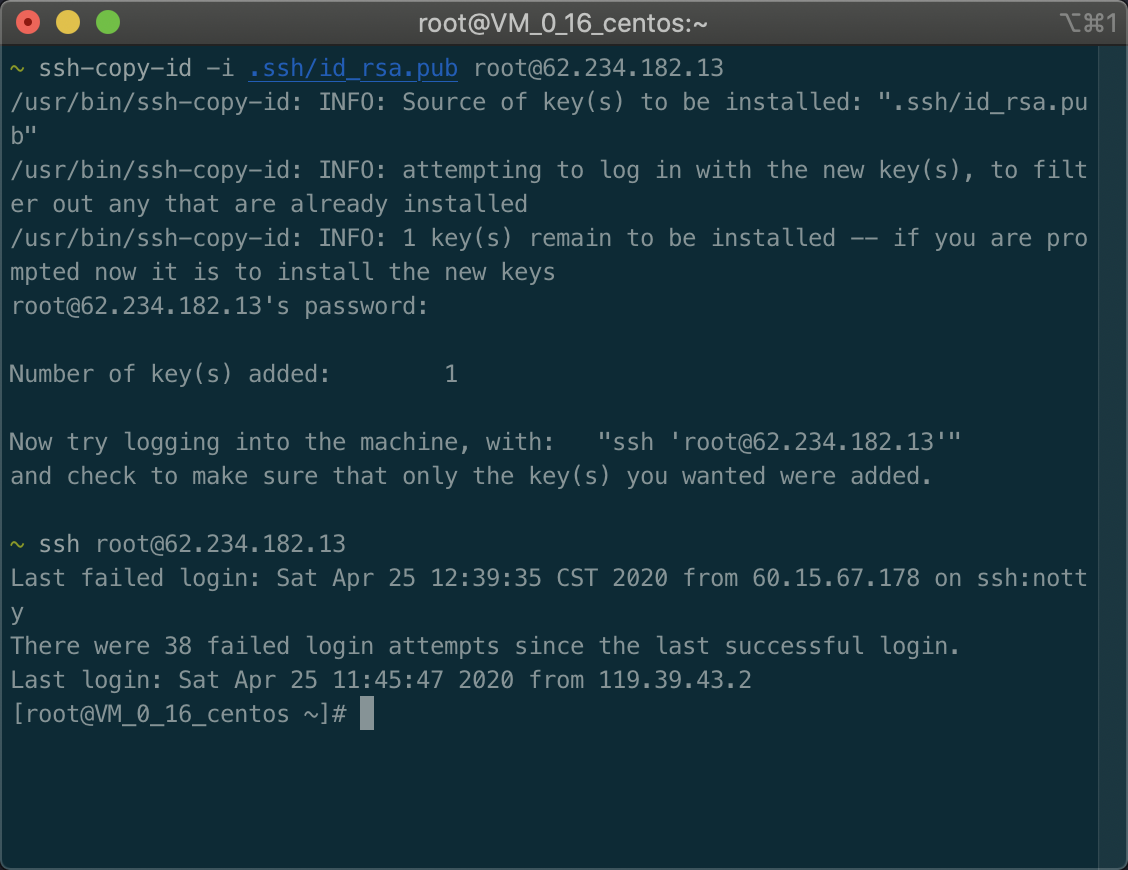 root@VM_0_16_centos:~
⌥⌘1
~ ssh-copy-id -i .ssh/id_rsa.pub root@62.234.182.13
/usr/bin/ssh-copy-id: INFO: Source of key(s) to be installed: ".ssh/id_rsa.pu
b"
/usr/bin/ssh-copy-id: INFO: attempting to log in with the new key(s), to filt
er out any that are already installed
/usr/bin/ssh-copy-id: INFO: 1 key(s) remain to be installed -- if you are pro
mpted now it is to install the new keys
root@62.234.182.13's password:
Number of key(s) added:        1
Now try logging into the machine, with:   "ssh 'root@62.234.182.13'"
and check to make sure that only the key(s) you wanted were added.
~ ssh root@62.234.182.13
Last failed login: Sat Apr 25 12:39:35 CST 2020 from 60.15.67.178 on ssh:nott
y
There were 38 failed login attempts since the last successful login.
Last login: Sat Apr 25 11:45:47 2020 from 119.39.43.2
[root@VM_0_16_centos ~]#